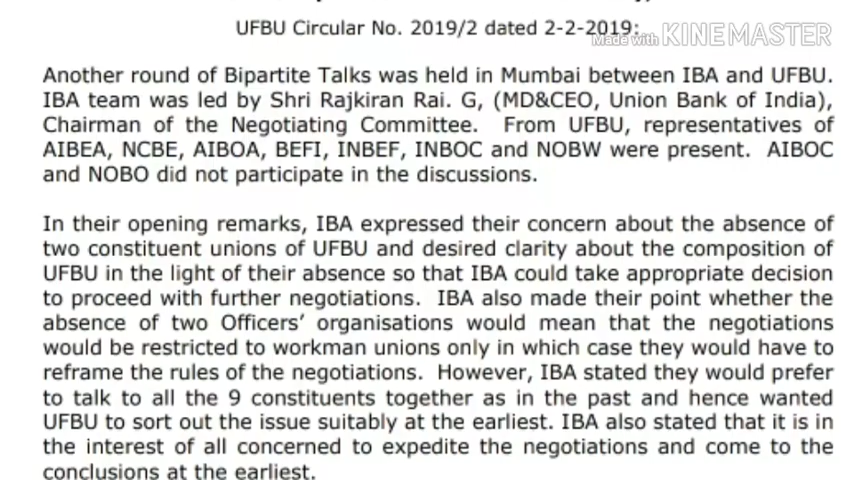 UFBU Circular No. 2019/2 dated 2-2-2019:
Made with KINEMASTER
Another round of Bipartite Talks was held in Mumbai between IBA and UFBU.
IBA team was led by Shri Rajkiran Rai. G, (MD&CEO, Union Bank of India),
Chairman of the Negotiating Committee. From UFBU, representatives of
AIBEA, NCBE, AIBOA, BEFI, INBEF, INBOC and NOBW were present. AIBOC
and NOBO did not participate in the discussions.
In their opening remarks, IBA expressed their concern about the absence of
two constituent unions of UFBU and desired clarity about the composition of
UFBU in the light of their absence so that IBA could take appropriate decision
to proceed with further negotiations. IBA also made their point whether the
absence of two Officers' organisations would mean that the negotiations
would be restricted to workman unions only in which case they would have to
reframe the rules of the negotiations. However, IBA stated they would prefer
to talk to all the 9 constituents together as in the past and hence wanted
UFBU to sort out the issue suitably at the earliest. IBA also stated that it is in
the interest of all concerned to expedite the negotiations and come to the
conclusions at the earliest.